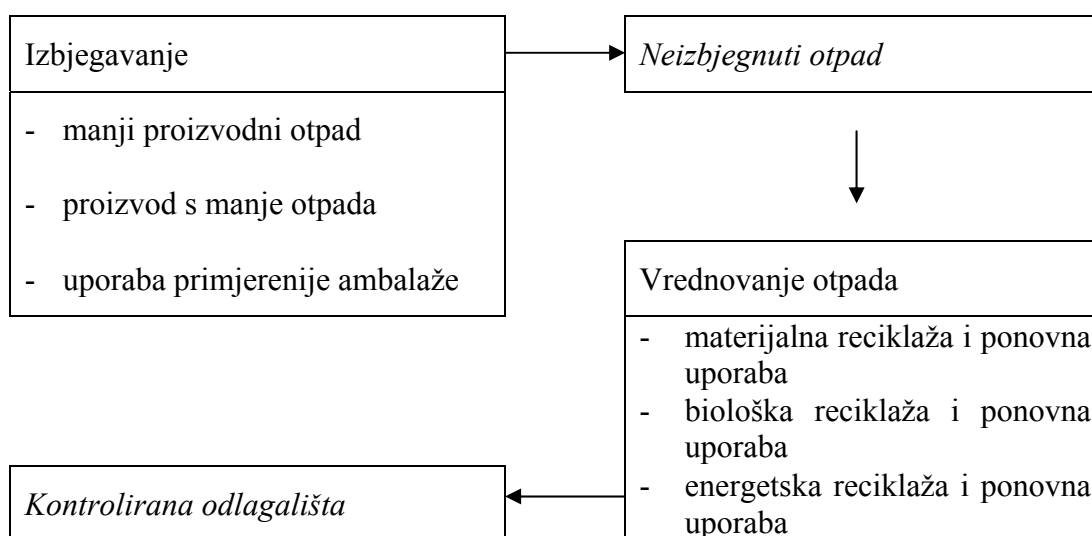 Izbjegavanje
- manji proizvodni otpad
- proizvod s manje otpada
- uporaba primjerenije ambalaže
Neizbjegnuti otpad
Vrednovanje otpada
- materijalna reciklaža i ponovna
uporaba
- biološka reciklaža i ponovna
uporaba
- energetska reciklaža i ponovna
uporaba
Kontrolirana odlagališta